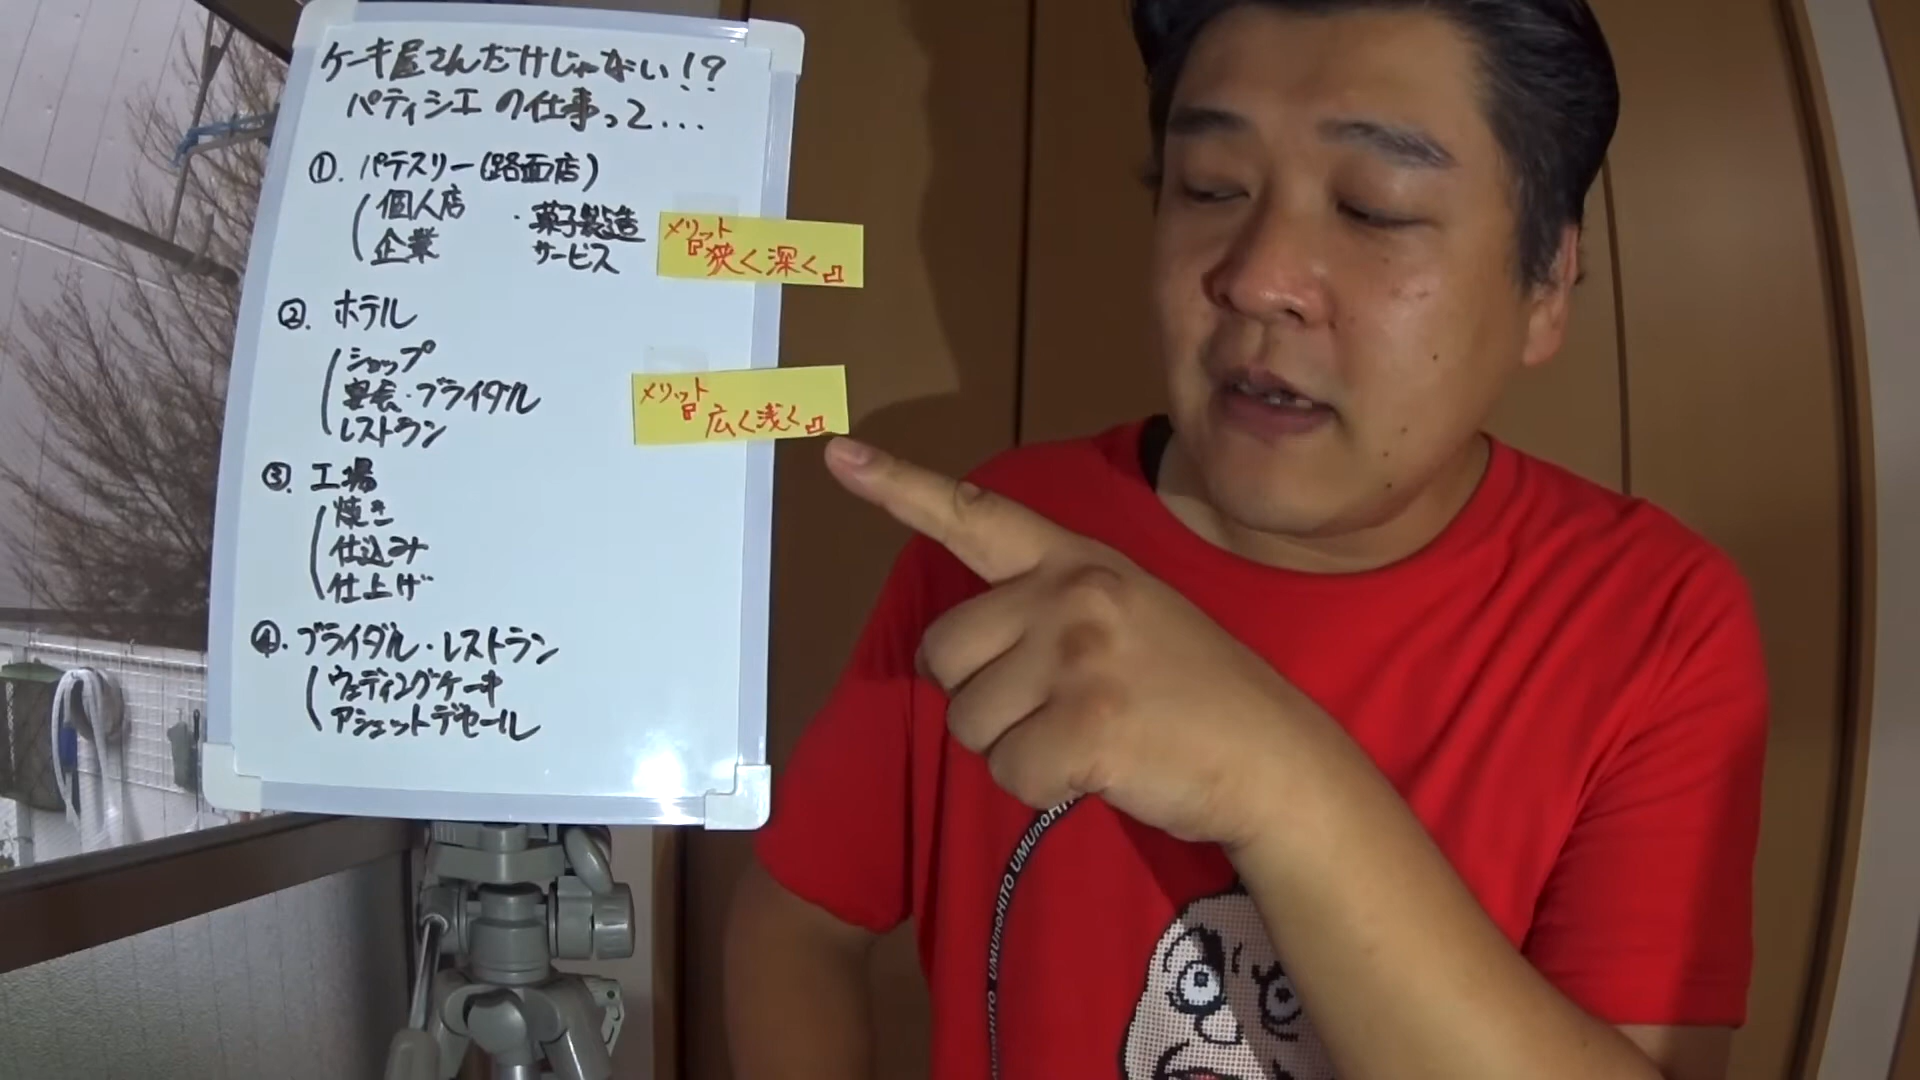 ケーキ屋さんだけじゃない!?
パティシエの仕事って...
①. パテスリー(路面店)
個人店
企業
・菓子製造
サービス
メリット
『狭く深く』
②. ホテル
ショップ
宴会・ブライダル
レストラン
メリット
『広く浅く』
③. 工場
焼き
仕込み
仕上げ
④. ブライダル・レストラン
ウェディングケーキ
アシェットデセール
UMUnoHITO UMUnoHITO